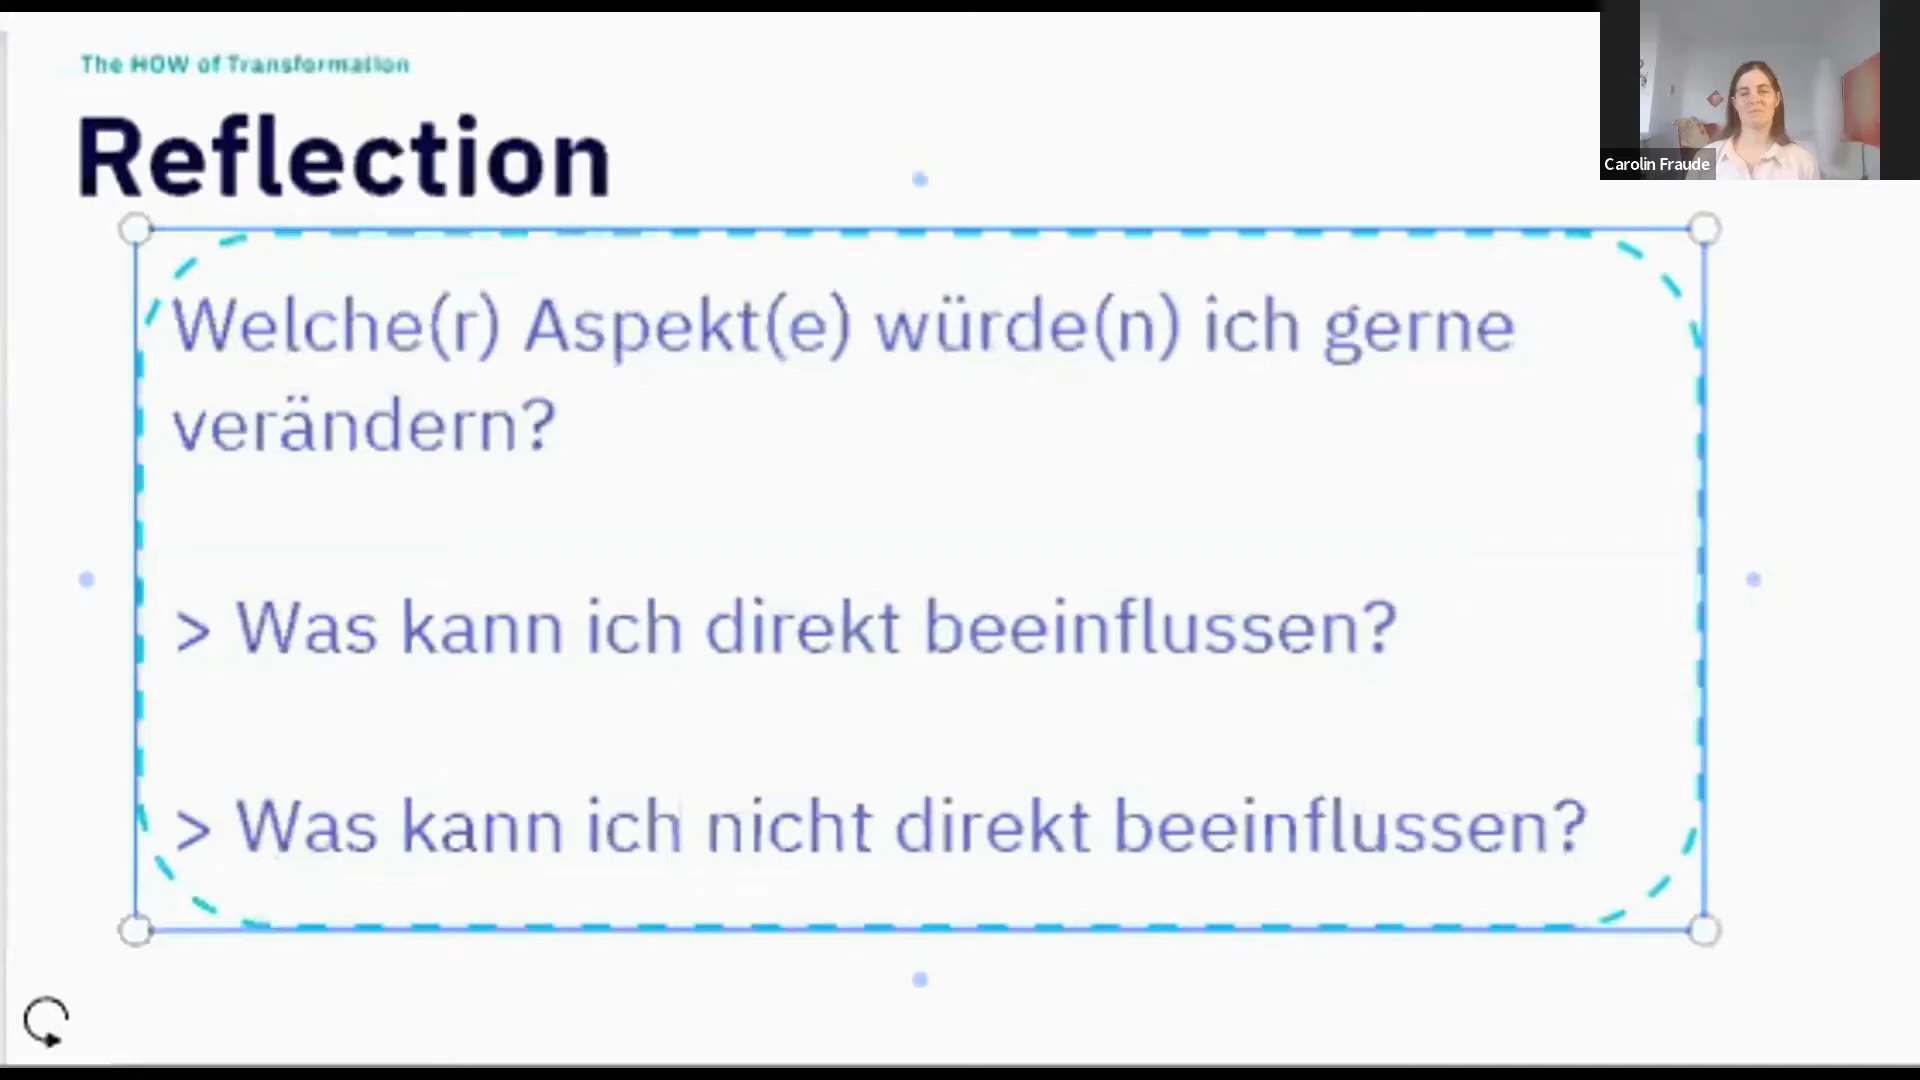 The HOW of Transformation
Reflection
Carolin Fraude
Welche(r) Aspekt(e) würde(n) ich gerne
verändern?
> Was kann ich direkt beeinflussen?
> Was kann ich nicht direkt beeinflussen?